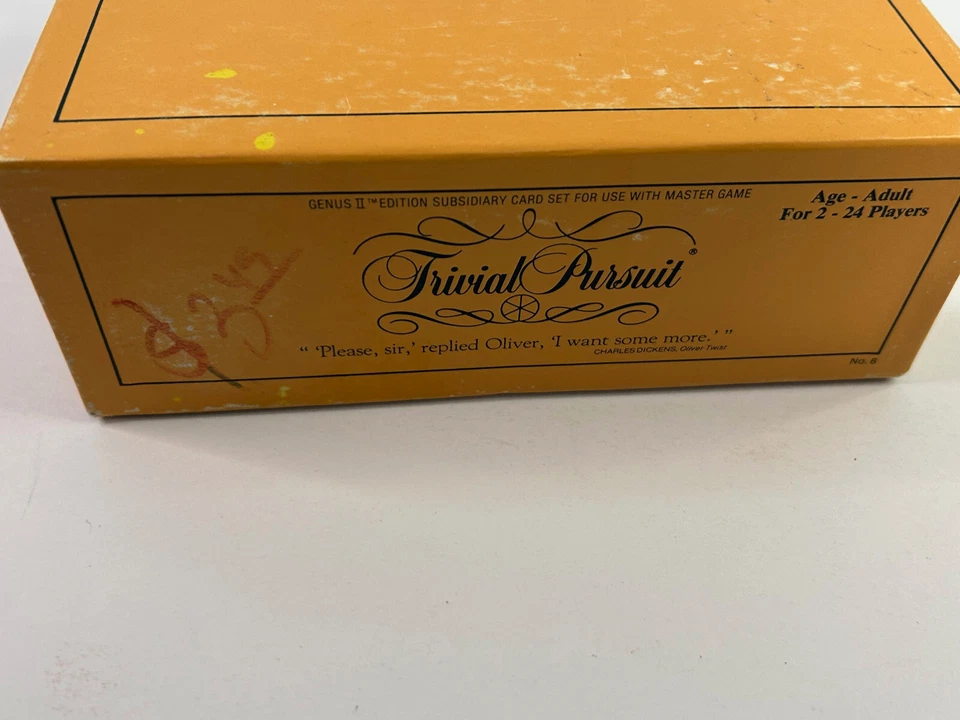 GENUS II™ EDITION SUBSIDIARY CARD SET FOR USE WITH MASTER GAME
Age - Adult
For 2 - 24 Players
Trivial Pursuit®
" 'Please, sir,' replied Oliver, 'I want some more.' "
CHARLES DICKENS, Oliver Twist
No. 6